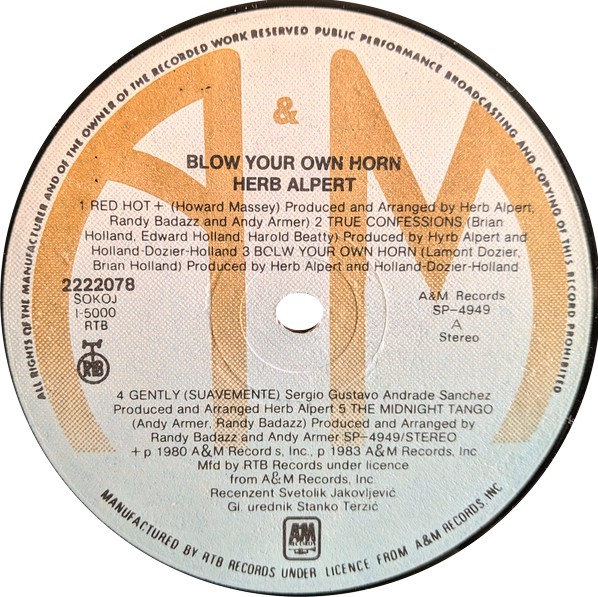 ALL RIGHTS OF THE MANUFACTURER AND OF THE OWNER OF THE RECORDED WORK RESERVED PUBLIC PERFORMANCE BROADCASTING AND COPYING OF THIS RECORD PROHIBITED
&
BLOW YOUR OWN HORN
HERB ALPERT
1 RED HOT + (Howard Massey) Produced and Arranged by Herb Alpert,
Randy Badazz and Andy Armer) 2 TRUE CONFESSIONS (Brian
Holland, Edward Holland, Harold Beatty) Produced by Hyrb Alpert and
Holland-Dozier-Holland 3 BCLW YOUR OWN HORN (Lamont Dozier,
Brian Holland) Produced by Herb Alpert and Holland-Dozier-Holland
2222078
SOKOJ
I-5000
RTB
A&M Records
SP-4949
A
Stereo
RTB
4 GENTLY (SUAVEMENTE) Sergio Gustavo Andrade Sanchez
Produced and Arranged Herb Alpert 5 THE MIDNIGHT TANGO
(Andy Armer, Randy Badazz) Produced and Arranged by
Randy Badazz and Andy Armer SP-4949/STEREO
+ p 1980 A&M Record s, Inc., p 1983 A&M Records, Inc
Mfd by RTB Records under licence
from A&M Records, Inc.
Recenzent Svetolik Jakovljević
Gl. urednik Stanko Terzić
AM
RECORDS
MANUFACTURED BY RTB RECORDS UNDER LICENCE FROM A&M RECORDS, INC